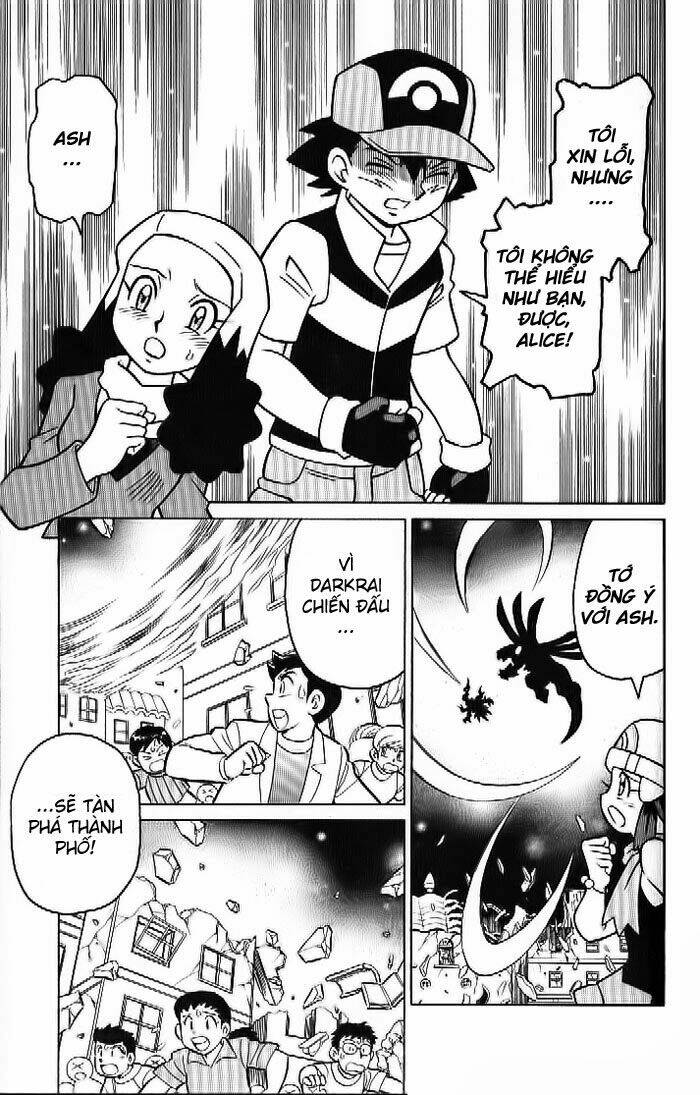 TÔI
XIN LỖI,
NHƯNG
....
TÔI KHÔNG
THỂ HIỂU
NHƯ BẠN,
ĐƯỢC,
ALICE!
ASH
...
TỚ
ĐỒNG Ý
VỚI ASH.
VÌ
DARKRAI
CHIẾN ĐẤU
...
...SẼ TÀN
PHÁ THÀNH
PHỐ!